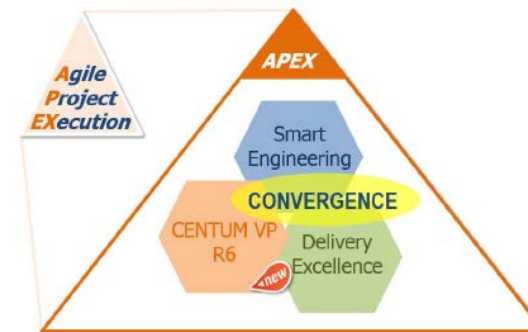 APEX
Agile
Project
EXecution
Smart
Engineering
CONVERGENCE
CENTUM VP
R6
new
Delivery
Excellence